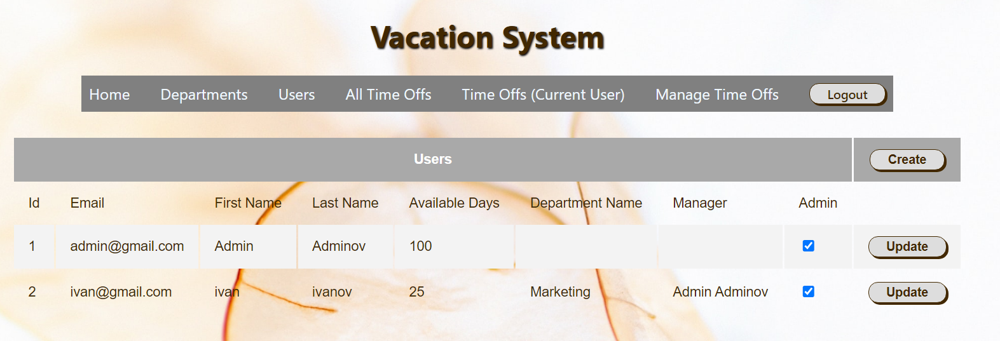 Vacation System
Home Departments Users All Time Offs Time Offs (Current User) Manage Time Offs Logout
Users Create
Id Email First Name Last Name Available Days Department Name Manager Admin
1 admin@gmail.com Admin Adminov 100 Update
2 ivan@gmail.com ivan ivanov 25 Marketing Admin Adminov Update